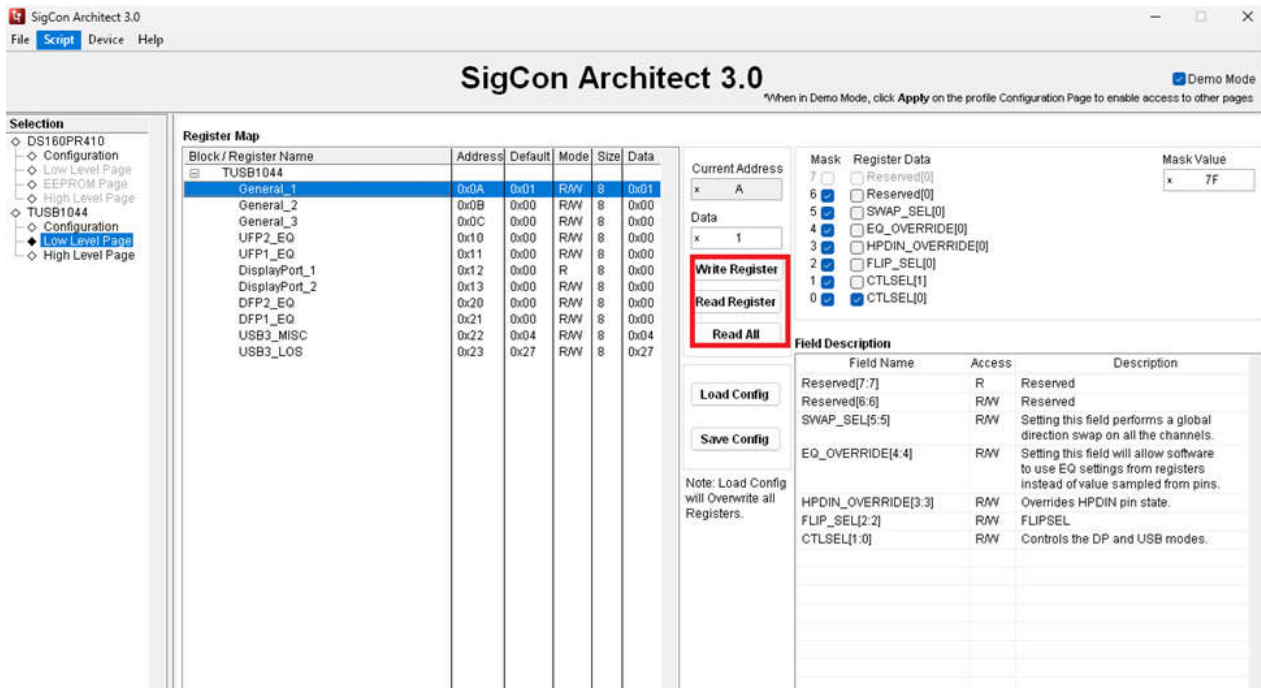 SigCon Architect 3.0
File Script Device Help
SigCon Architect 3.0
Demo Mode
*When in Demo Mode, click Apply on the profile Configuration Page to enable access to other pages
Selection
DS160PR410
Configuration
Low Level Page
EEPROM Page
High Level Page
TUSB1044
Configuration
Low Level Page
High Level Page
Register Map
Block / Register Name Address Default Mode Size Data
TUSB1044
General_1 0x0A 0x01 R/W 8 0x01
General_2 0x0B 0x00 R/W 8 0x00
General_3 0x0C 0x00 R/W 8 0x00
UFP2_EQ 0x10 0x00 R/W 8 0x00
UFP1_EQ 0x11 0x00 R/W 8 0x00
DisplayPort_1 0x12 0x00 R 8 0x00
DisplayPort_2 0x13 0x00 R/W 8 0x00
DFP2_EQ 0x20 0x00 R/W 8 0x00
DFP1_EQ 0x21 0x00 R/W 8 0x00
USB3_MISC 0x22 0x04 R/W 8 0x04
USB3_LOS 0x23 0x27 R/W 8 0x27
Current Address
x A
Data
x 1
Write Register
Read Register
Read All
Load Config
Save Config
Note: Load Config
will Overwrite all
Registers.
Mask Register Data
7 Reserved[0]
6 Reserved[0]
5 SWAP_SEL[0]
4 EQ_OVERRIDE[0]
3 HPDIN_OVERRIDE[0]
2 FLIP_SEL[0]
1 CTLSEL[1]
0 CTLSEL[0]
Mask Value
x 7F
Field Description
Field Name Access Description
Reserved[7:7] R Reserved
Reserved[6:6] R/W Reserved
SWAP_SEL[5:5] R/W Setting this field performs a global
direction swap on all the channels.
EQ_OVERRIDE[4:4] R/W Setting this field will allow software
to use EQ settings from registers
instead of value sampled from pins.
HPDIN_OVERRIDE[3:3] R/W Overrides HPDIN pin state.
FLIP_SEL[2:2] R/W FLIPSEL
CTLSEL[1:0] R/W Controls the DP and USB modes.